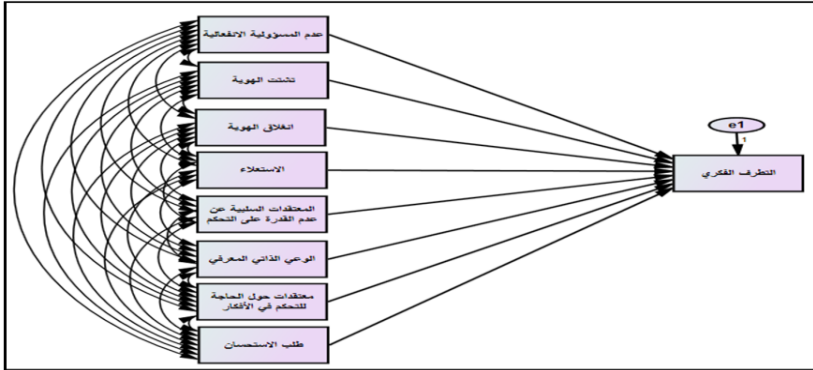 عدم المسؤولية الانفعالية
تشتت الهوية
انغلاق الهوية
الاستعلاء
المعتقدات السلبية عن
عدم القدرة على التحكم
الوعي الذاتي المعرفي
معتقدات حول الحاجة
للتحكم في الأفكار
طلب الاستحسان
e1
1
التطرف الفكري